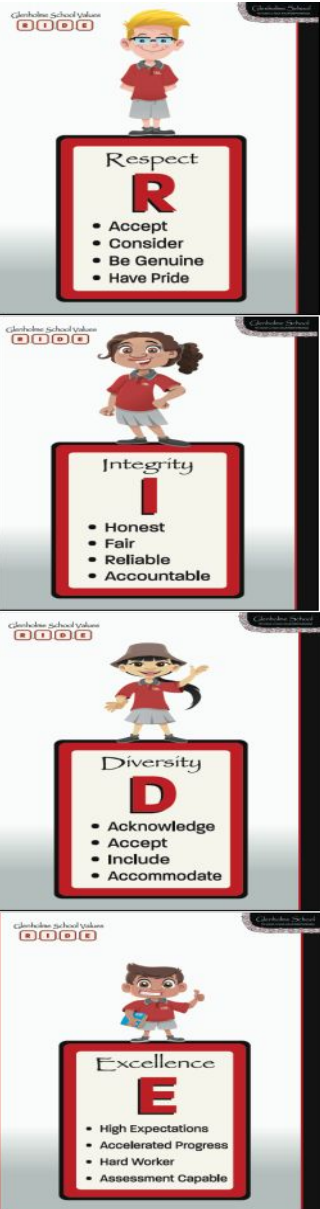 Glenholme School Values
R I D E
Glenholme School
Respect
R
• Accept
• Consider
• Be Genuine
• Have Pride
Glenholme School Values
R I D E
Glenholme School
Integrity
I
• Honest
• Fair
• Reliable
• Accountable
Glenholme School Values
R I D E
Glenholme School
Diversity
D
• Acknowledge
• Accept
• Include
• Accommodate
Glenholme School Values
R I D E
Glenholme School
Excellence
E
• High Expectations
• Accelerated Progress
• Hard Worker
• Assessment Capable